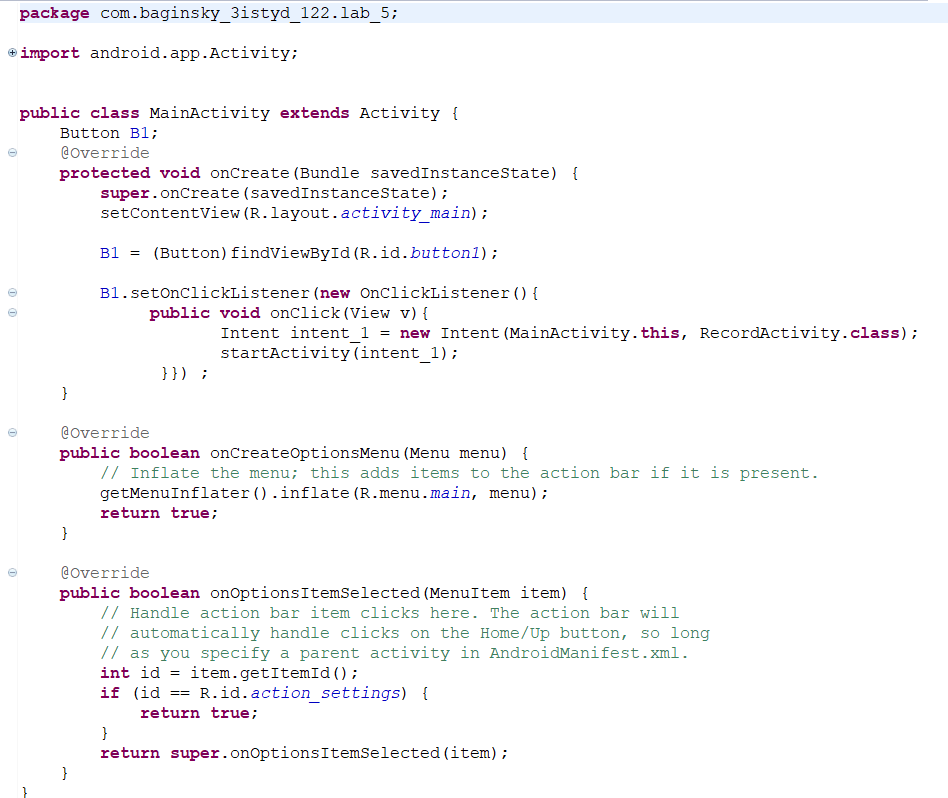 package com.baginsky_3istyd_122.lab_5;
import android.app.Activity;
public class MainActivity extends Activity {
Button B1;
@Override
protected void onCreate(Bundle savedInstanceState) {
super.onCreate(savedInstanceState);
setContentView(R.layout.activity_main);
B1 = (Button)findViewById(R.id.button1);
B1.setOnClickListener(new OnClickListener(){
public void onClick(View v){
Intent intent_1 = new Intent(MainActivity.this, RecordActivity.class);
startActivity(intent_1);
}}) ;
}
@Override
public boolean onCreateOptionsMenu(Menu menu) {
// Inflate the menu; this adds items to the action bar if it is present.
getMenuInflater().inflate(R.menu.main, menu);
return true;
}
@Override
public boolean onOptionsItemSelected(MenuItem item) {
// Handle action bar item clicks here. The action bar will
// automatically handle clicks on the Home/Up button, so long
// as you specify a parent activity in AndroidManifest.xml.
int id = item.getItemId();
if (id == R.id.action_settings) {
return true;
}
return super.onOptionsItemSelected(item);
}
}